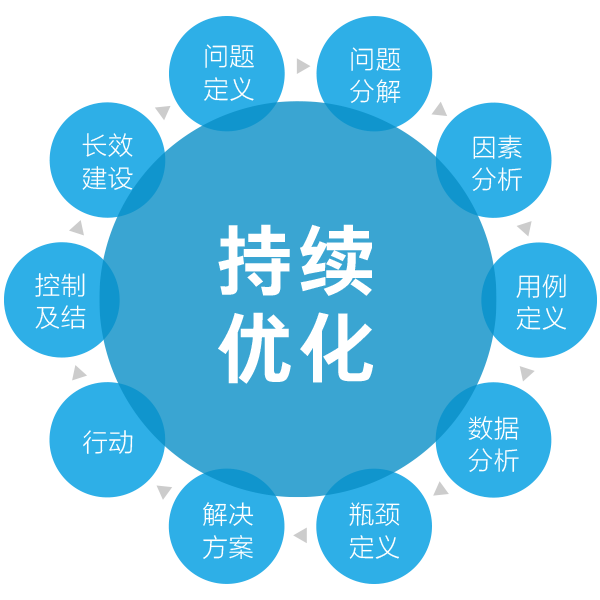 持续
优化
问题
定义
问题
分解
因素
分析
用例
定义
数据
分析
瓶颈
定义
解决
方案
行动
控制
及结
长效
建设